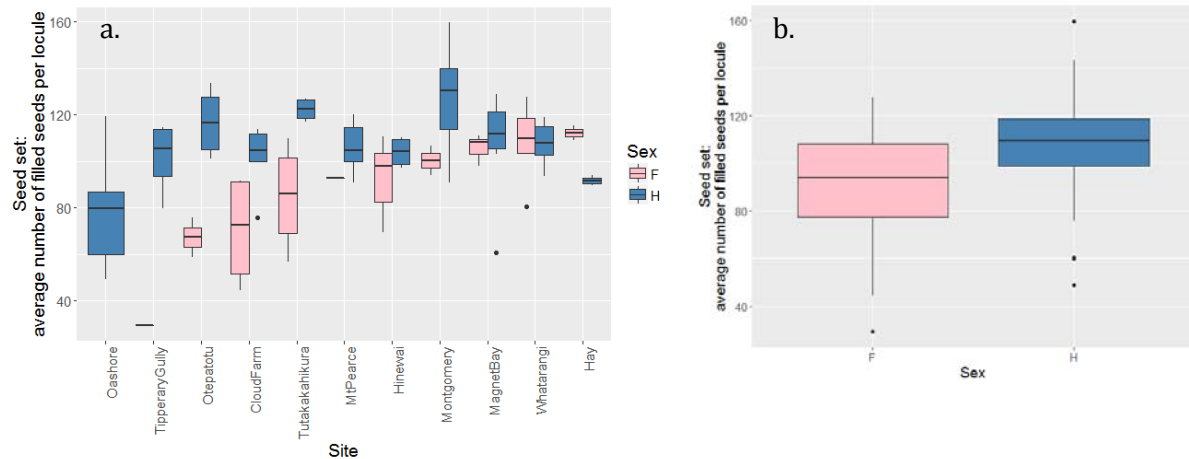 a.
Seed set:
average number of filled seeds per locule
160
120
80
40
Oashore
TipperaryGully
Otepatotu
CloudFarm
Tutakakahikura
MtPearce
Hinewai
Montgomery
MagnetBay
Whatarangi
Hay
Site
Sex
F
H
b.
Seed set:
average number of filled seeds per locule
160
120
80
40
F
H
Sex